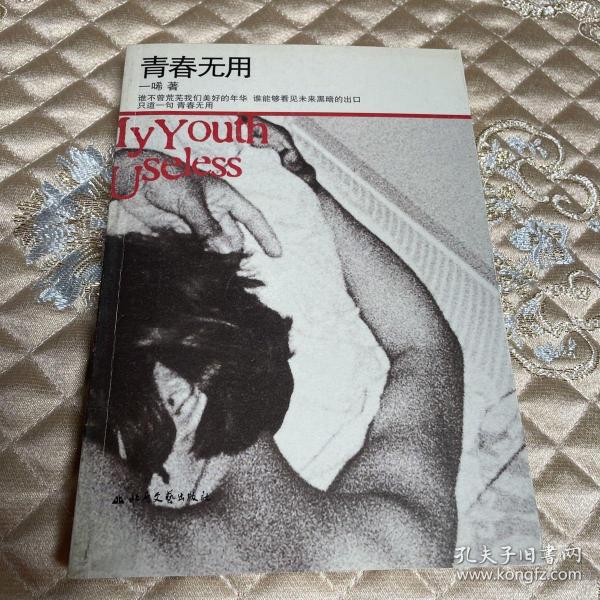 青春无用
一唏 著
谁不曾荒芜我们美好的年华 谁能够看见未来黑暗的出口
只道一句 青春无用
My Youth
Useless
北岳文艺出版社
孔夫子旧书网
www.kongfz.com